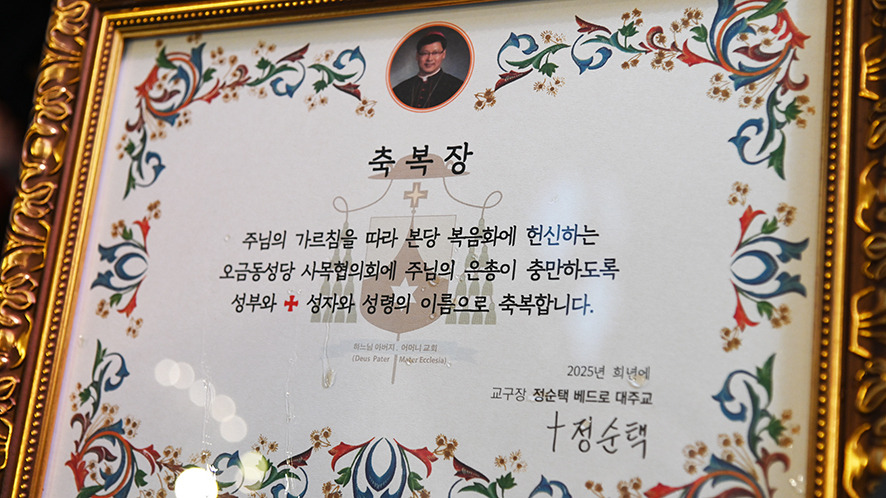 축복장
주님의 가르침을 따라 본당 복음화에 헌신하는
오금동성당 사목협의회에 주님의 은총이 충만하도록
성부와 ✚ 성자와 성령의 이름으로 축복합니다.
하느님 아버지 . 어머니 교회
(Deus Pater Mater Ecclesia)
2025년 희년에
교구장 정순택 베드로 대주교
†정순택